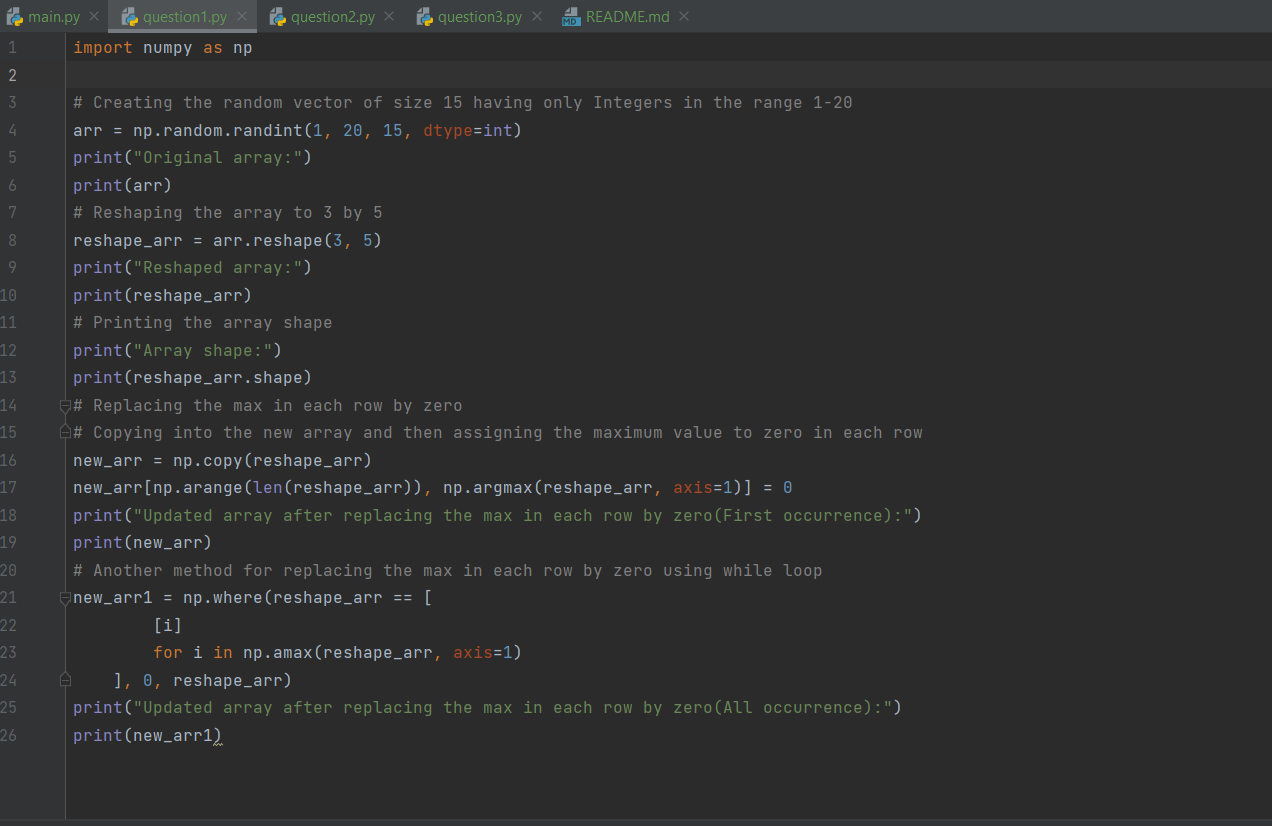 main.py question1.py question2.py question3.py MD README.md
1 import numpy as np
2
3 # Creating the random vector of size 15 having only Integers in the range 1-20
4 arr = np.random.randint(1, 20, 15, dtype=int)
5 print("Original array:")
6 print(arr)
7 # Reshaping the array to 3 by 5
8 reshape_arr = arr.reshape(3, 5)
9 print("Reshaped array:")
10 print(reshape_arr)
11 # Printing the array shape
12 print("Array shape:")
13 print(reshape_arr.shape)
14 # Replacing the max in each row by zero
15 # Copying into the new array and then assigning the maximum value to zero in each row
16 new_arr = np.copy(reshape_arr)
17 new_arr[np.arange(len(reshape_arr)), np.argmax(reshape_arr, axis=1)] = 0
18 print("Updated array after replacing the max in each row by zero(First occurrence):")
19 print(new_arr)
20 # Another method for replacing the max in each row by zero using while loop
21 new_arr1 = np.where(reshape_arr == [
22         [i]
23         for i in np.amax(reshape_arr, axis=1)
24     ], 0, reshape_arr)
25 print("Updated array after replacing the max in each row by zero(All occurrence):")
26 print(new_arr1)